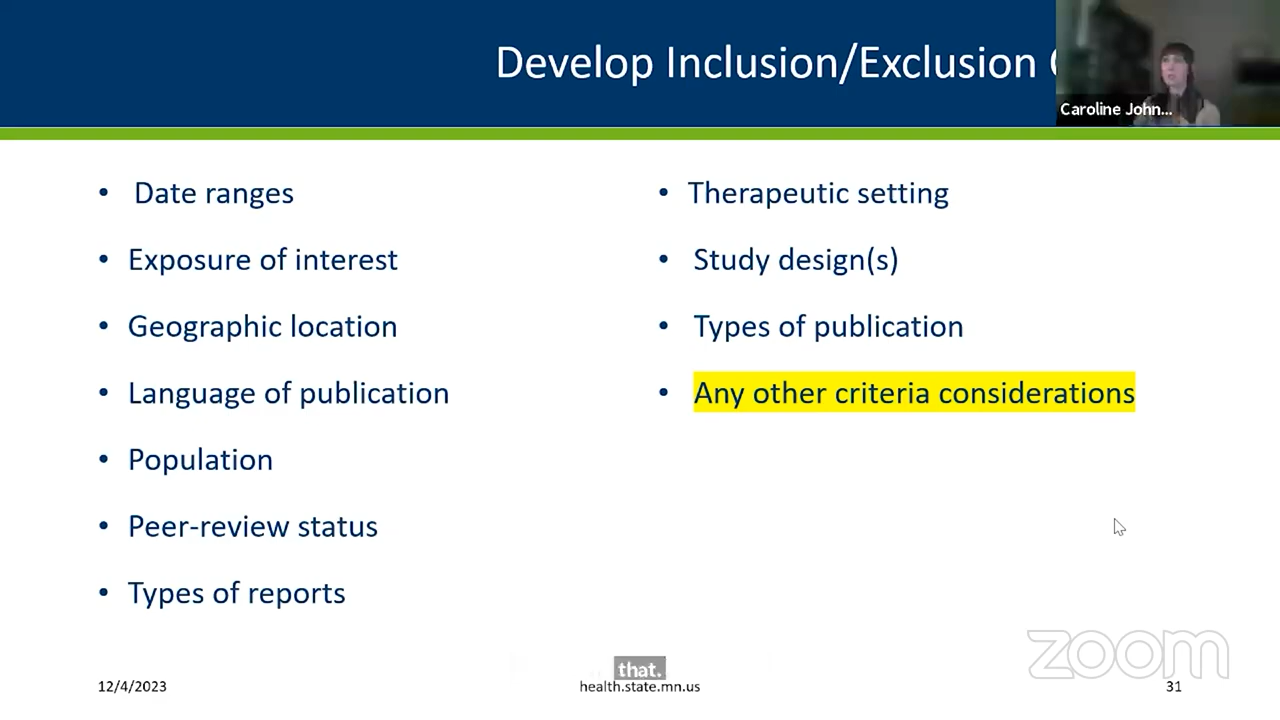 Develop Inclusion/Exclusion
Caroline John...
• Date ranges
• Exposure of interest
• Geographic location
• Language of publication
• Population
• Peer-review status
• Types of reports
• Therapeutic setting
• Study design(s)
• Types of publication
• Any other criteria considerations
that.
zoom
12/4/2023
health.state.mn.us
31